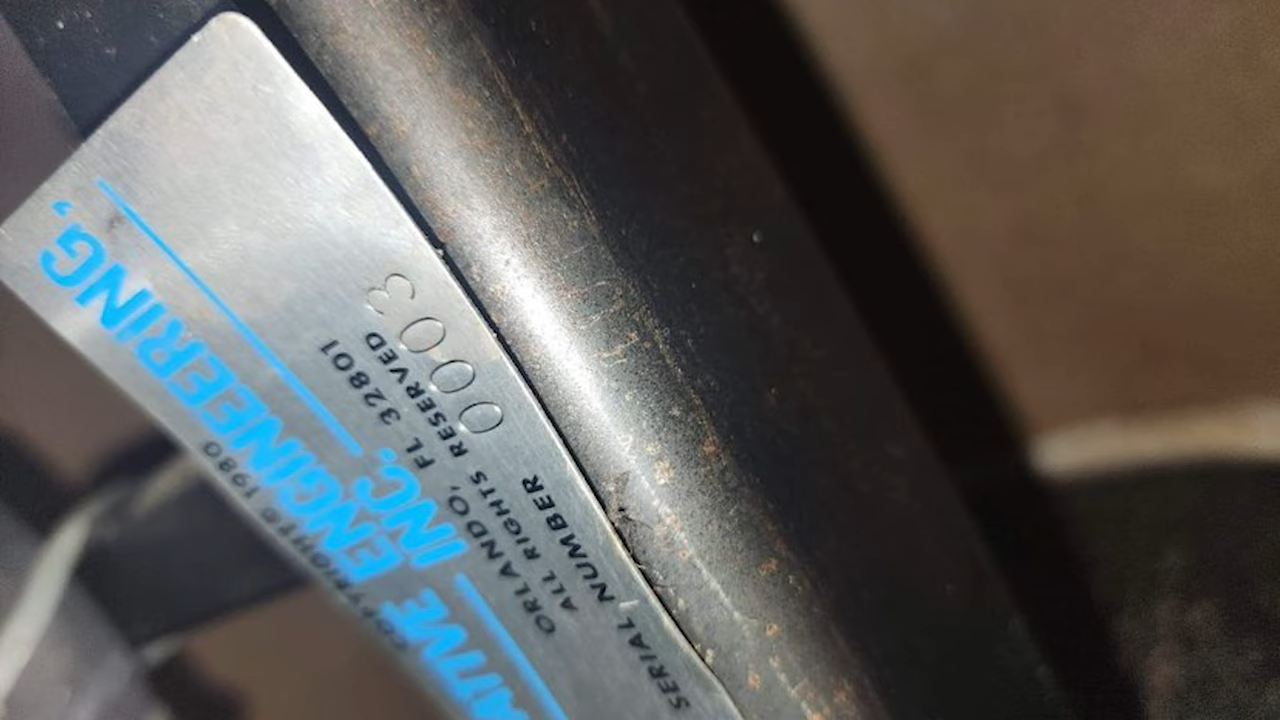 COPYRIGHT© 1980
ENGINEERING,
INC.
ORLANDO, FL 32801
ALL RIGHTS RESERVED
SERIAL NUMBER 0003